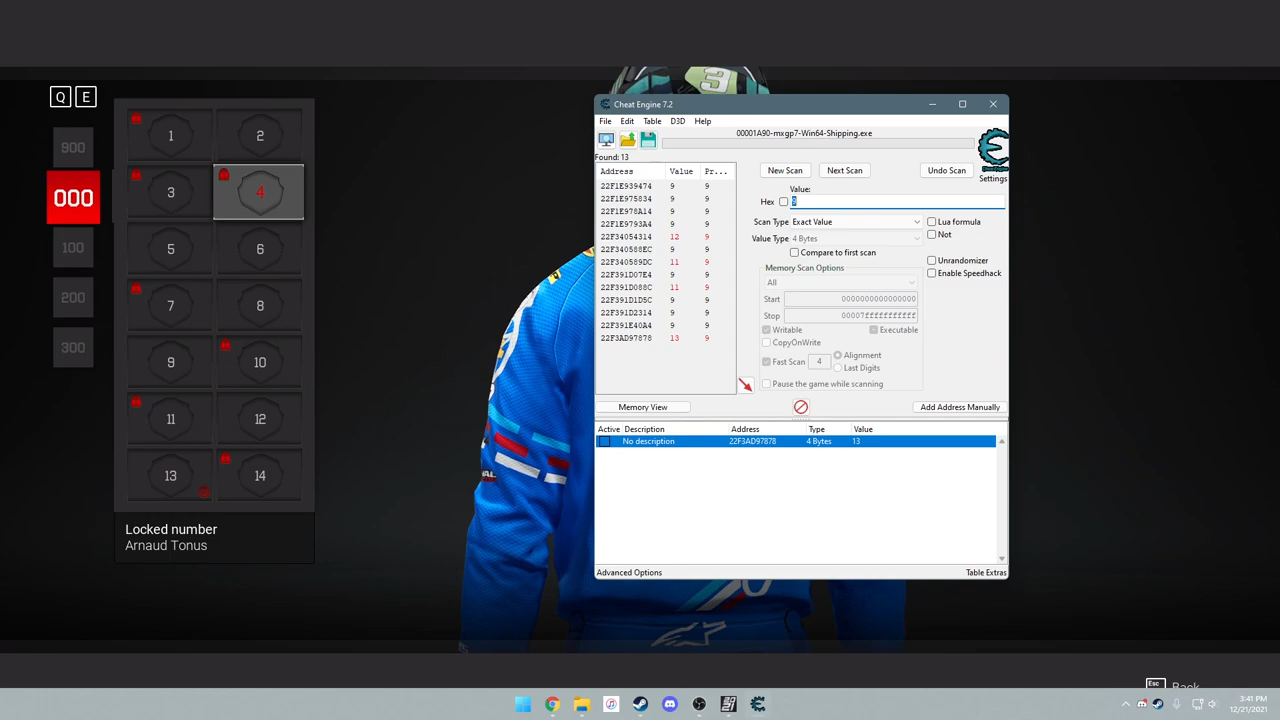 Q E
900
000
100
200
300
1 2
3 4
5 6
7 8
9 10
11 12
13 14
Locked number
Arnaud Tonus
3
Cheat Engine 7.2
File Edit Table D3D Help
00001A90-mxgp7-Win64-Shipping.exe
Found: 13
Address Value Pr...
22F1E939474 9 9
22F1E975834 9 9
22F1E978A14 9 9
22F1E9793A4 9 9
22F34054314 12 9
22F340588EC 9 9
22F340589DC 11 9
22F391D07E4 9 9
22F391D088C 11 9
22F391D1D5C 9 9
22F391D2314 9 9
22F391E40A4 9 9
22F3AD97878 13 9
New Scan Next Scan Undo Scan
Settings
Value:
Hex 9
Scan Type Exact Value
Value Type 4 Bytes
Compare to first scan
Lua formula
Not
Memory Scan Options
All
Start 0000000000000000
Stop 00007fffffffffff
Writable Executable
CopyOnWrite
Fast Scan 4 Alignment
Last Digits
Pause the game while scanning
Unrandomizer
Enable Speedhack
Memory View Add Address Manually
Active Description Address Type Value
No description 22F3AD97878 4 Bytes 13
Advanced Options Table Extras
Esc Back
3:41 PM
12/21/2021